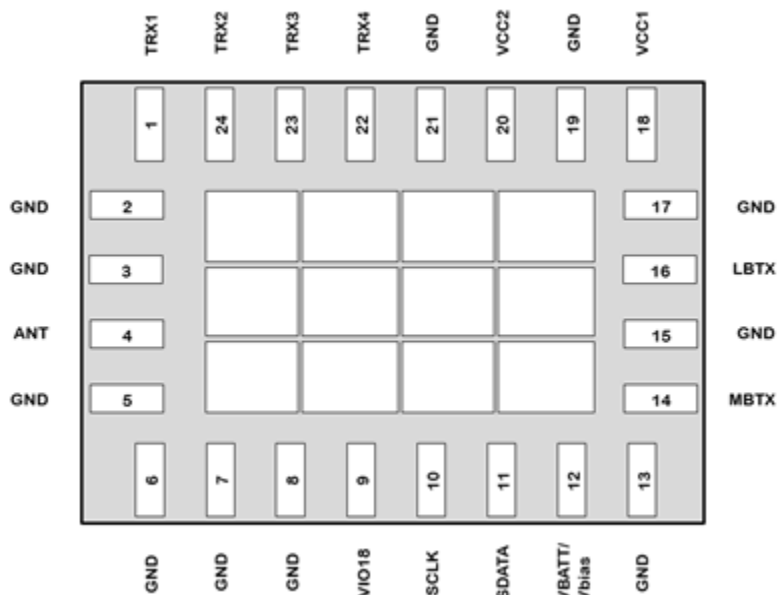 TRX1 TRX2 TRX3 TRX4 GND VCC2 GND VCC1
1 24 23 22 21 20 19 18
GND 2 17 GND
GND 3 16 LBTX
ANT 4 15 GND
GND 5 14 MBTX
6 7 8 9 10 11 12 13
GND GND GND VIO18 SCLK SDATA VBATT/ GND
Vbias